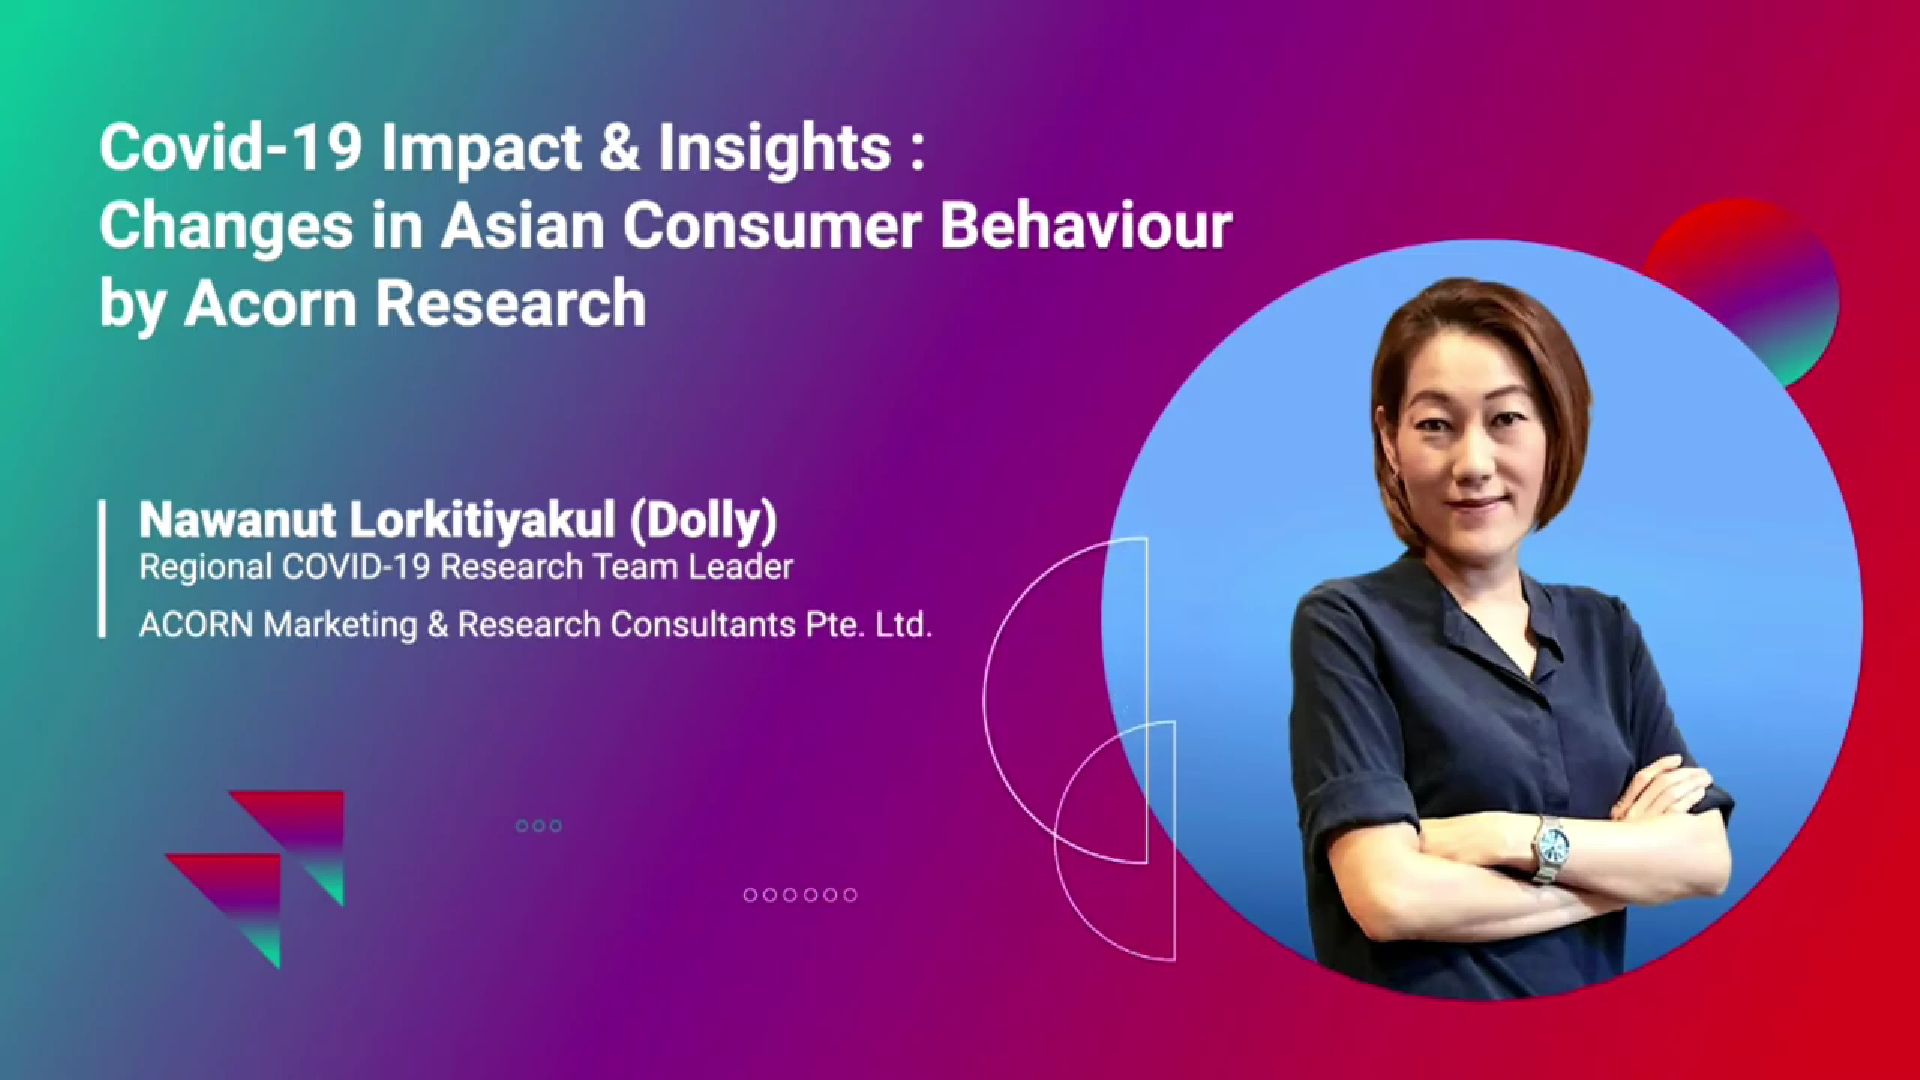 Covid-19 Impact & Insights :
Changes in Asian Consumer Behaviour
by Acorn Research
Nawanut Lorkitiyakul (Dolly)
Regional COVID-19 Research Team Leader
ACORN Marketing & Research Consultants Pte. Ltd.